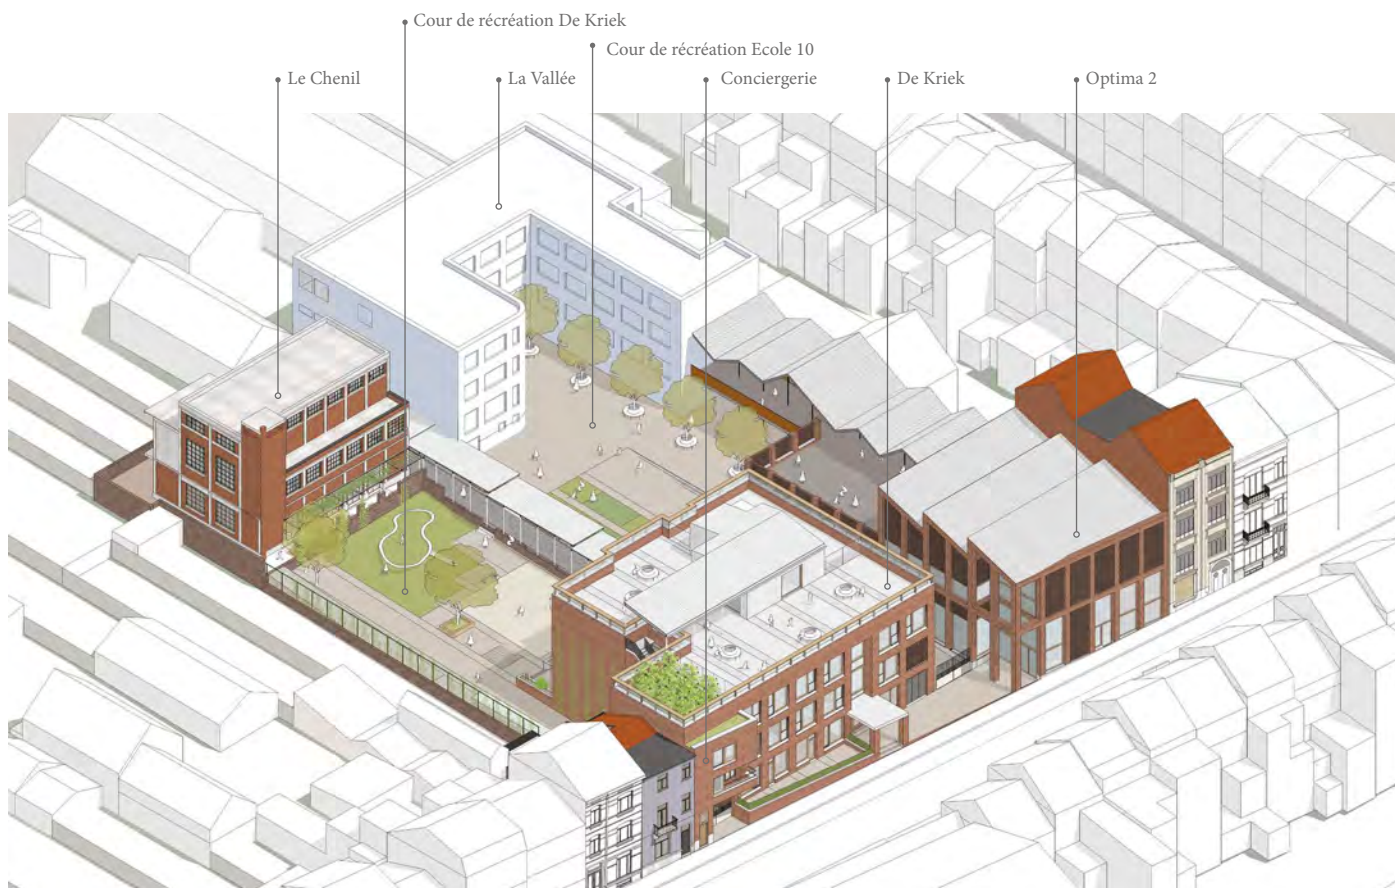 Cour de récréation De Kriek
Cour de récréation Ecole 10
Le Chenil
La Vallée
Conciergerie
De Kriek
Optima 2